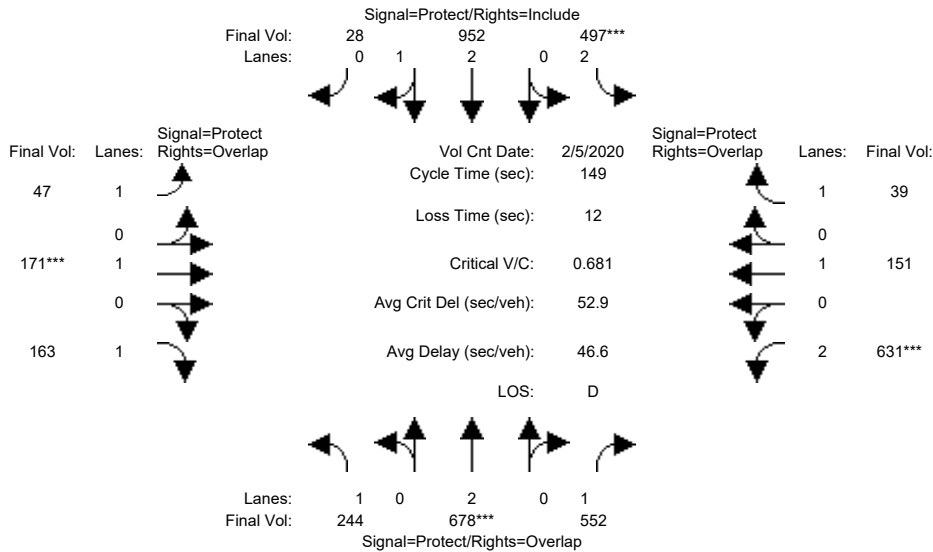 Signal=Protect/Rights=Include
Final Vol: 28 952 497***
Lanes: 0 1 2 0 2
Signal=Protect
Final Vol: Lanes: Rights=Overlap
Vol Cnt Date: 2/5/2020
Signal=Protect
Rights=Overlap Lanes: Final Vol:
Cycle Time (sec): 149
47 1
1 39
Loss Time (sec): 12
0
0
171*** 1
Critical V/C: 0.681
1 151
0
Avg Crit Del (sec/veh): 52.9
0
163 1
Avg Delay (sec/veh): 46.6
2 631***
LOS: D
Lanes: 1 0 2 0 1
Final Vol: 244 678*** 552
Signal=Protect/Rights=Overlap